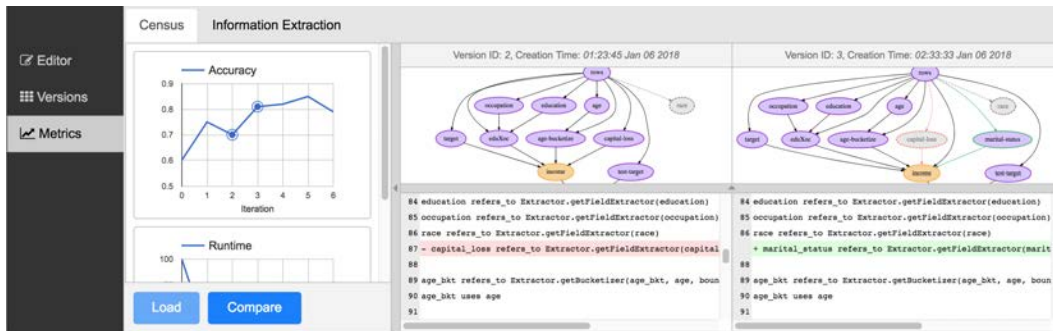 Census Information Extraction
Editor
Versions
Metrics
Accuracy
0.9
0.8
0.7
0.6
0.5
0 1 2 3 4 5 6
Iteration
Runtime
100
Load Compare
Version ID: 2, Creation Time: 01:23:45 Jan 06 2018
rows
occupation education age race
target eduXocc age-bucketize capital-loss
income test-target
84 education refers_to Extractor.getFieldExtractor(education)
85 occupation refers_to Extractor.getFieldExtractor(occupation)
86 race refers_to Extractor.getFieldExtractor(race)
87 - capital_loss refers_to Extractor.getFieldExtractor(capital
88
89 age_bkt refers_to Extractor.getBucketizer(age_bkt, age, boun
90 age_bkt uses age
91
Version ID: 3, Creation Time: 02:33:33 Jan 06 2018
rows
occupation education age race
target eduXocc age-bucketize capital-loss marital-status
income test-target
84 education refers_to Extractor.getFieldExtractor(education)
85 occupation refers_to Extractor.getFieldExtractor(occupation)
86 race refers_to Extractor.getFieldExtractor(race)
+ marital_status refers_to Extractor.getFieldExtractor(marit
88
89 age_bkt refers_to Extractor.getBucketizer(age_bkt, age, boun
90 age_bkt uses age
91